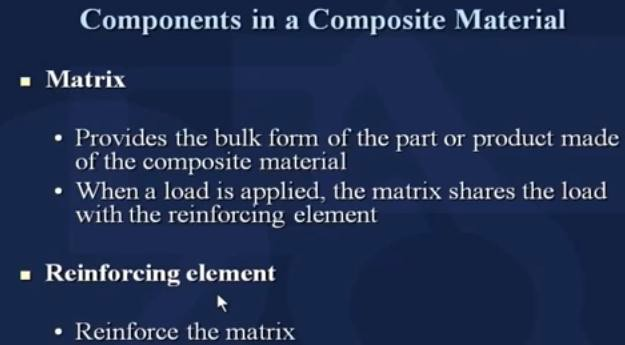 Components in a Composite Material
Matrix
• Provides the bulk form of the part or product made
of the composite material
• When a load is applied, the matrix shares the load
with the reinforcing element
Reinforcing element
• Reinforce the matrix